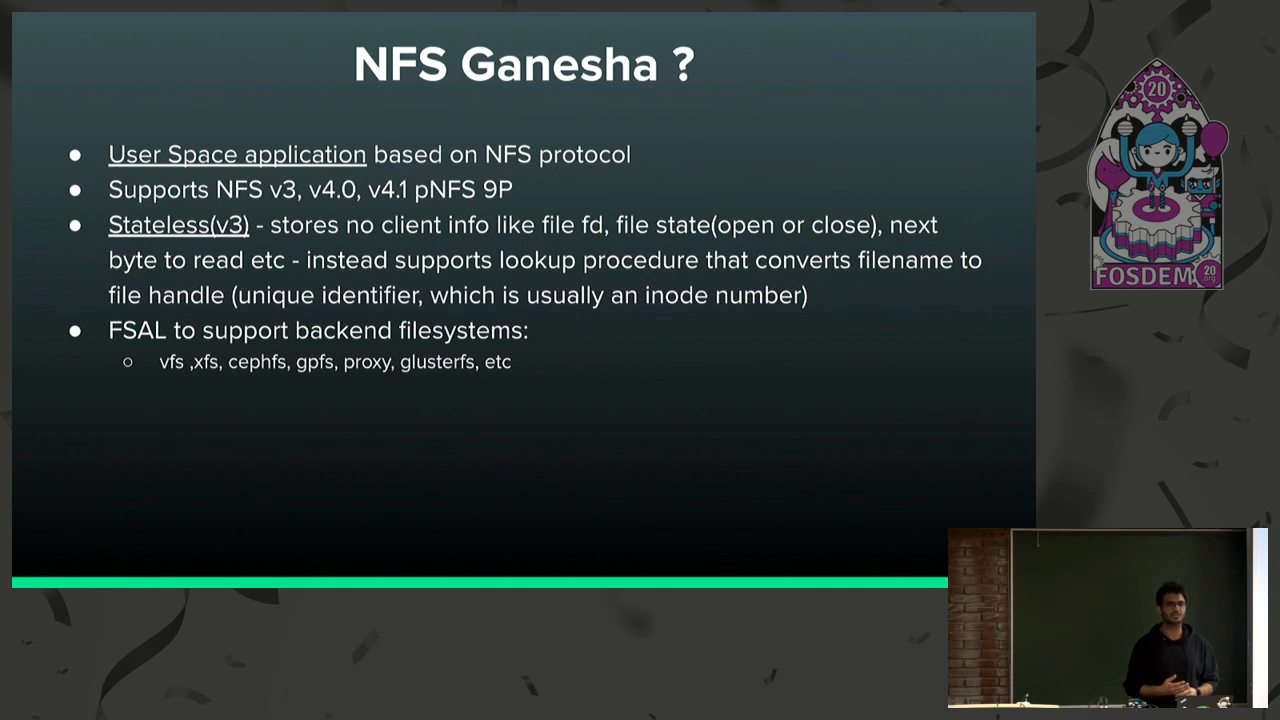 NFS Ganesha ?
● User Space application based on NFS protocol
● Supports NFS v3, v4.0, v4.1 pNFS 9P
● Stateless(v3) - stores no client info like file fd, file state(open or close), next
byte to read etc - instead supports lookup procedure that converts filename to
file handle (unique identifier, which is usually an inode number)
● FSAL to support backend filesystems:
○ vfs ,xfs, cephfs, gpfs, proxy, glusterfs, etc
20
FOSDEM
20
.org